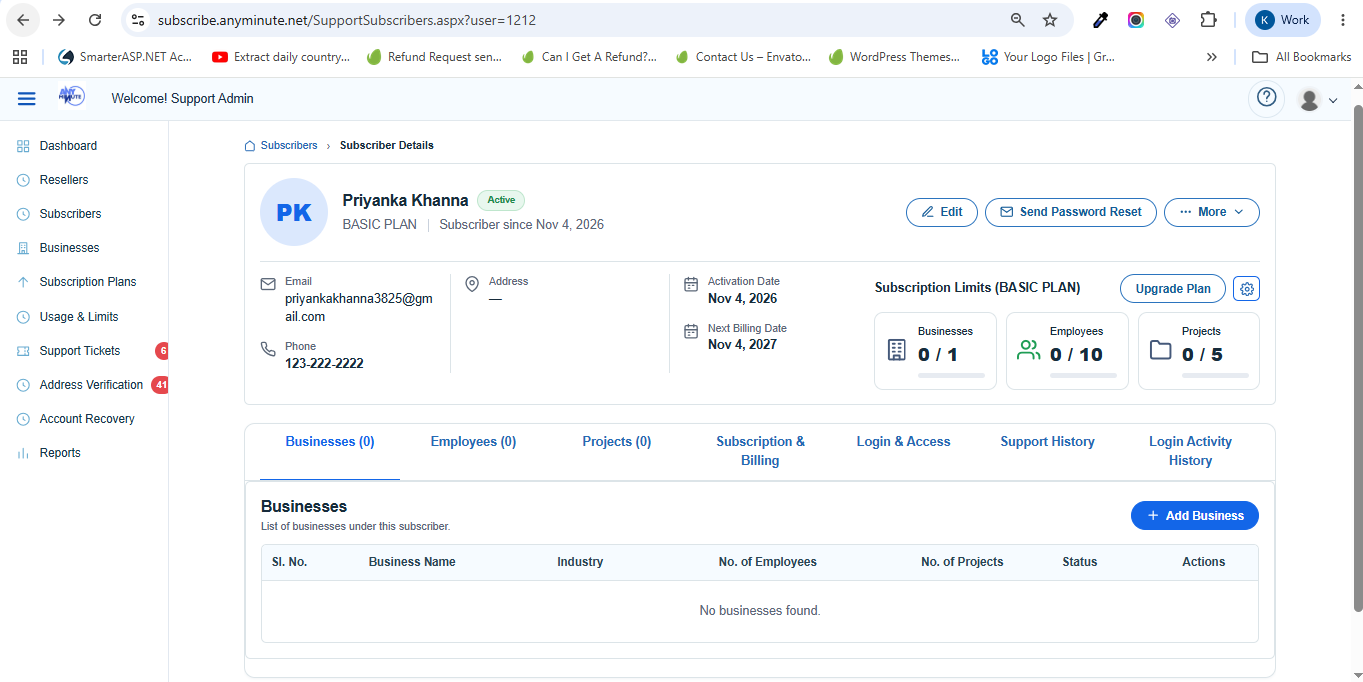 subscribe.anyminute.net/SupportSubscribers.aspx?user=1212
K Work
SmarterASP.NET Ac...
Extract daily country...
Refund Request sen...
Can I Get A Refund?...
Contact Us – Envato...
WordPress Themes...
Your Logo Files | Gr...
»
All Bookmarks
ANY MINUTE
Welcome! Support Admin
Dashboard
Resellers
Subscribers
Businesses
Subscription Plans
Usage & Limits
Support Tickets 6
Address Verification 41
Account Recovery
Reports
Subscribers › Subscriber Details
PK
Priyanka Khanna Active
BASIC PLAN | Subscriber since Nov 4, 2026
Edit
Send Password Reset
··· More
Email
priyankakhanna3825@gm
ail.com
Phone
123-222-2222
Address
—
Activation Date
Nov 4, 2026
Next Billing Date
Nov 4, 2027
Subscription Limits (BASIC PLAN)
Upgrade Plan
Businesses
0 / 1
Employees
0 / 10
Projects
0 / 5
Businesses (0)
Employees (0)
Projects (0)
Subscription &
Billing
Login & Access
Support History
Login Activity
History
Businesses
List of businesses under this subscriber.
+ Add Business
Sl. No. Business Name Industry No. of Employees No. of Projects Status Actions
No businesses found.